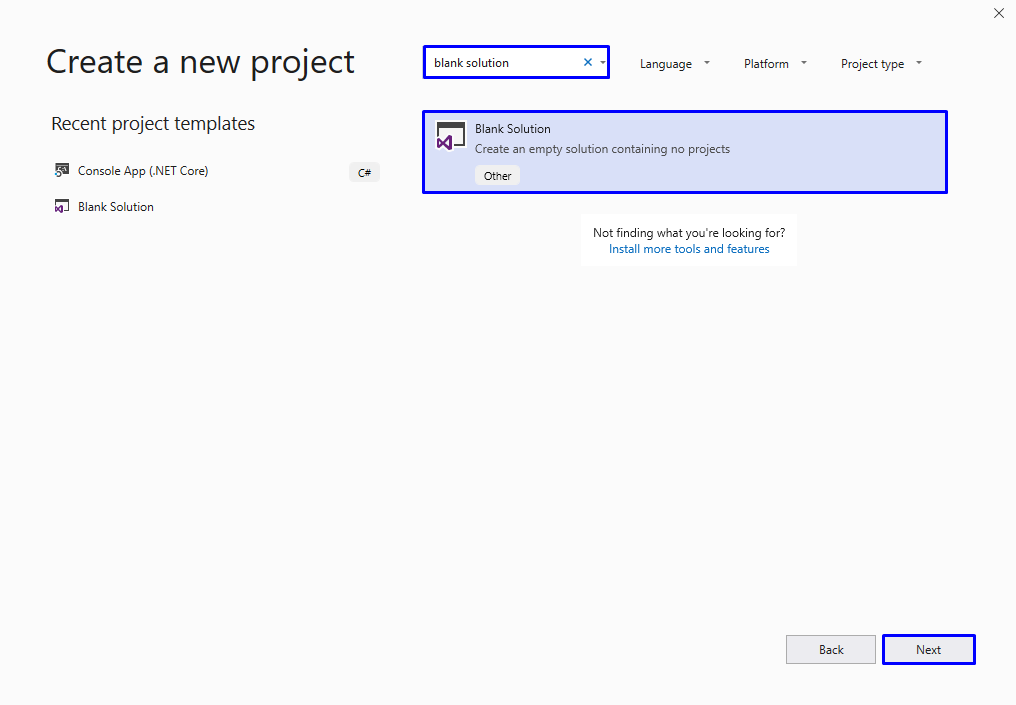 Create a new project
blank solution
Language
Platform
Project type
Recent project templates
Console App (.NET Core)
C#
Blank Solution
Blank Solution
Create an empty solution containing no projects
Other
Not finding what you're looking for?
Install more tools and features
Back
Next